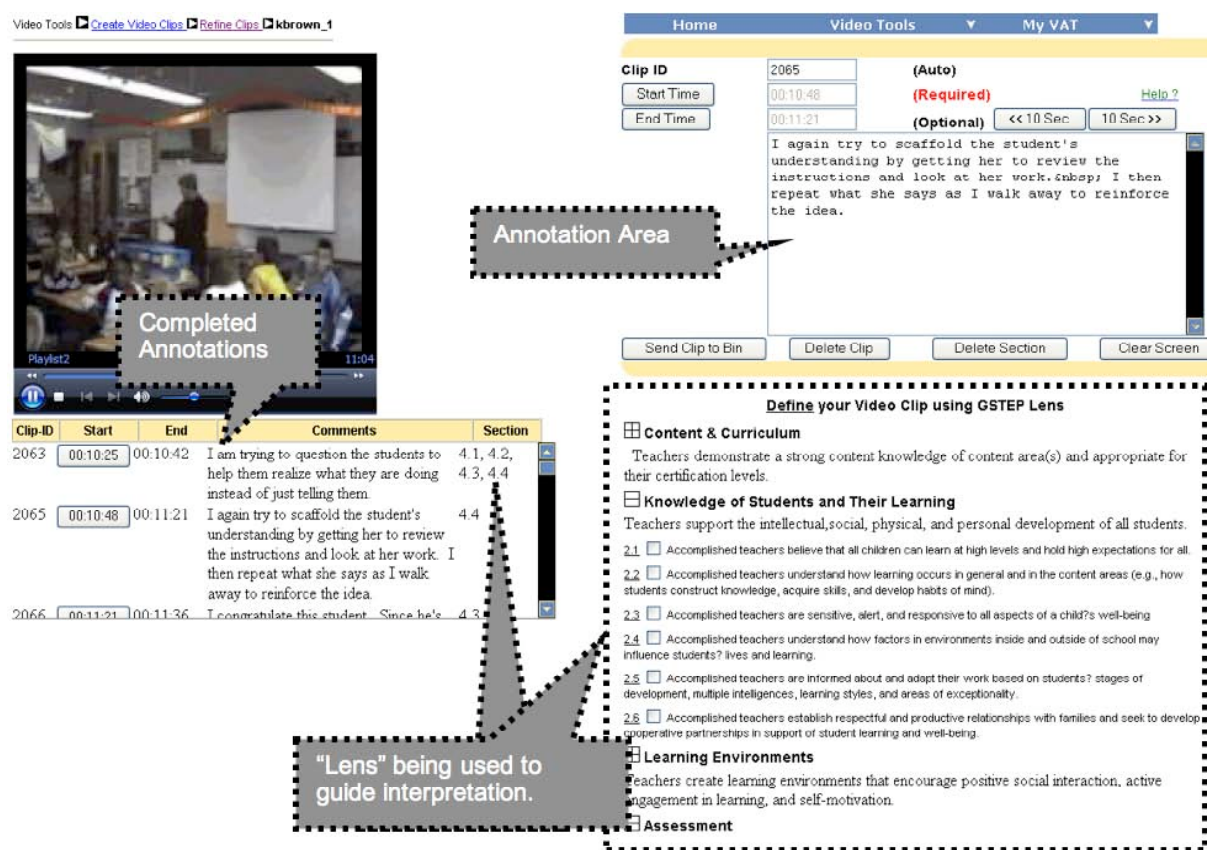 Video Tools Create Video Clips Refine Clips kbrown_1
Playlist2 11:04
Completed
Annotations
Clip-ID Start End Comments Section
2063 00:10:25 00:10:42 I am trying to question the students to 4.1, 4.2,
help them realize what they are doing 4.3, 4.4
instead of just telling them.
2065 00:10:48 00:11:21 I again try to scaffold the student's 4.4
understanding by getting her to review
the instructions and look at her work. I
then repeat what she says as I walk
away to reinforce the idea.
2066 00:11:21 00:11:36 I congratulate this student. Since he's 4.3
"Lens" being used to
guide interpretation.
Home Video Tools My VAT
Clip ID 2065 (Auto)
Start Time 00:10:48 (Required) Help ?
End Time 00:11:21 (Optional) << 10 Sec 10 Sec >>
I again try to scaffold the student's
understanding by getting her to review the
instructions and look at her work.&nbsp; I then
repeat what she says as I walk away to reinforce
the idea.
Annotation Area
Send Clip to Bin Delete Clip Delete Section Clear Screen
Define your Video Clip using GSTEP Lens
Content & Curriculum
Teachers demonstrate a strong content knowledge of content area(s) and appropriate for
their certification levels.
Knowledge of Students and Their Learning
Teachers support the intellectual,social, physical, and personal development of all students.
2.1 Accomplished teachers believe that all children can learn at high levels and hold high expectations for all.
2.2 Accomplished teachers understand how learning occurs in general and in the content areas (e.g., how
students construct knowledge, acquire skills, and develop habits of mind).
2.3 Accomplished teachers are sensitive, alert, and responsive to all aspects of a child?s well-being
2.4 Accomplished teachers understand how factors in environments inside and outside of school may
influence students? lives and learning.
2.5 Accomplished teachers are informed about and adapt their work based on students? stages of
development, multiple intelligences, learning styles, and areas of exceptionality.
2.6 Accomplished teachers establish respectful and productive relationships with families and seek to develop
cooperative partnerships in support of student learning and well-being.
Learning Environments
Teachers create learning environments that encourage positive social interaction, active
engagement in learning, and self-motivation.
Assessment